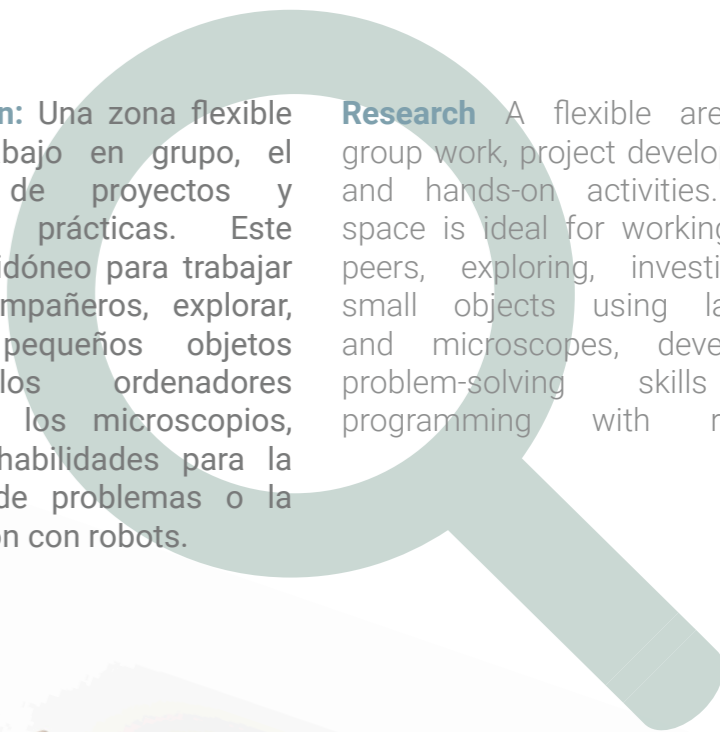 n: Una zona flexible
bajo en grupo, el
de proyectos y
prácticas. Este
idóneo para trabajar
mpañeros, explorar,
pequeños objetos
los ordenadores
los microscopios,
habilidades para la
de problemas o la
ón con robots.
Research A flexible are
group work, project develo
and hands-on activities.
space is ideal for working
peers, exploring, investi
small objects using la
and microscopes, deve
problem-solving skills
programming with r